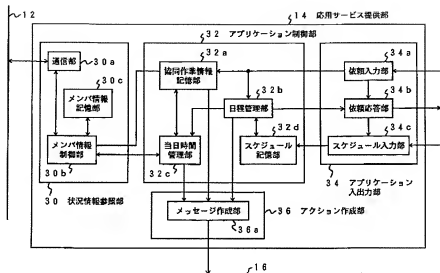 12
14 応用サービス提供部
32 アプリケーション制御部
30a
通信部
30c
メンバ情報
記憶部
メンバ情報
制御部
30b
30 状況情報参照部
32a
協同作業情報
記憶部
32b
日程管理部
当日時間
管理部
32c
32d
スケジュール
記憶部
34a
依頼入力部
34b
依頼応答部
34c
スケジュール入力部
34 アプリケーション
入出力部
メッセージ作成部
36a
36 アクション作成部
16